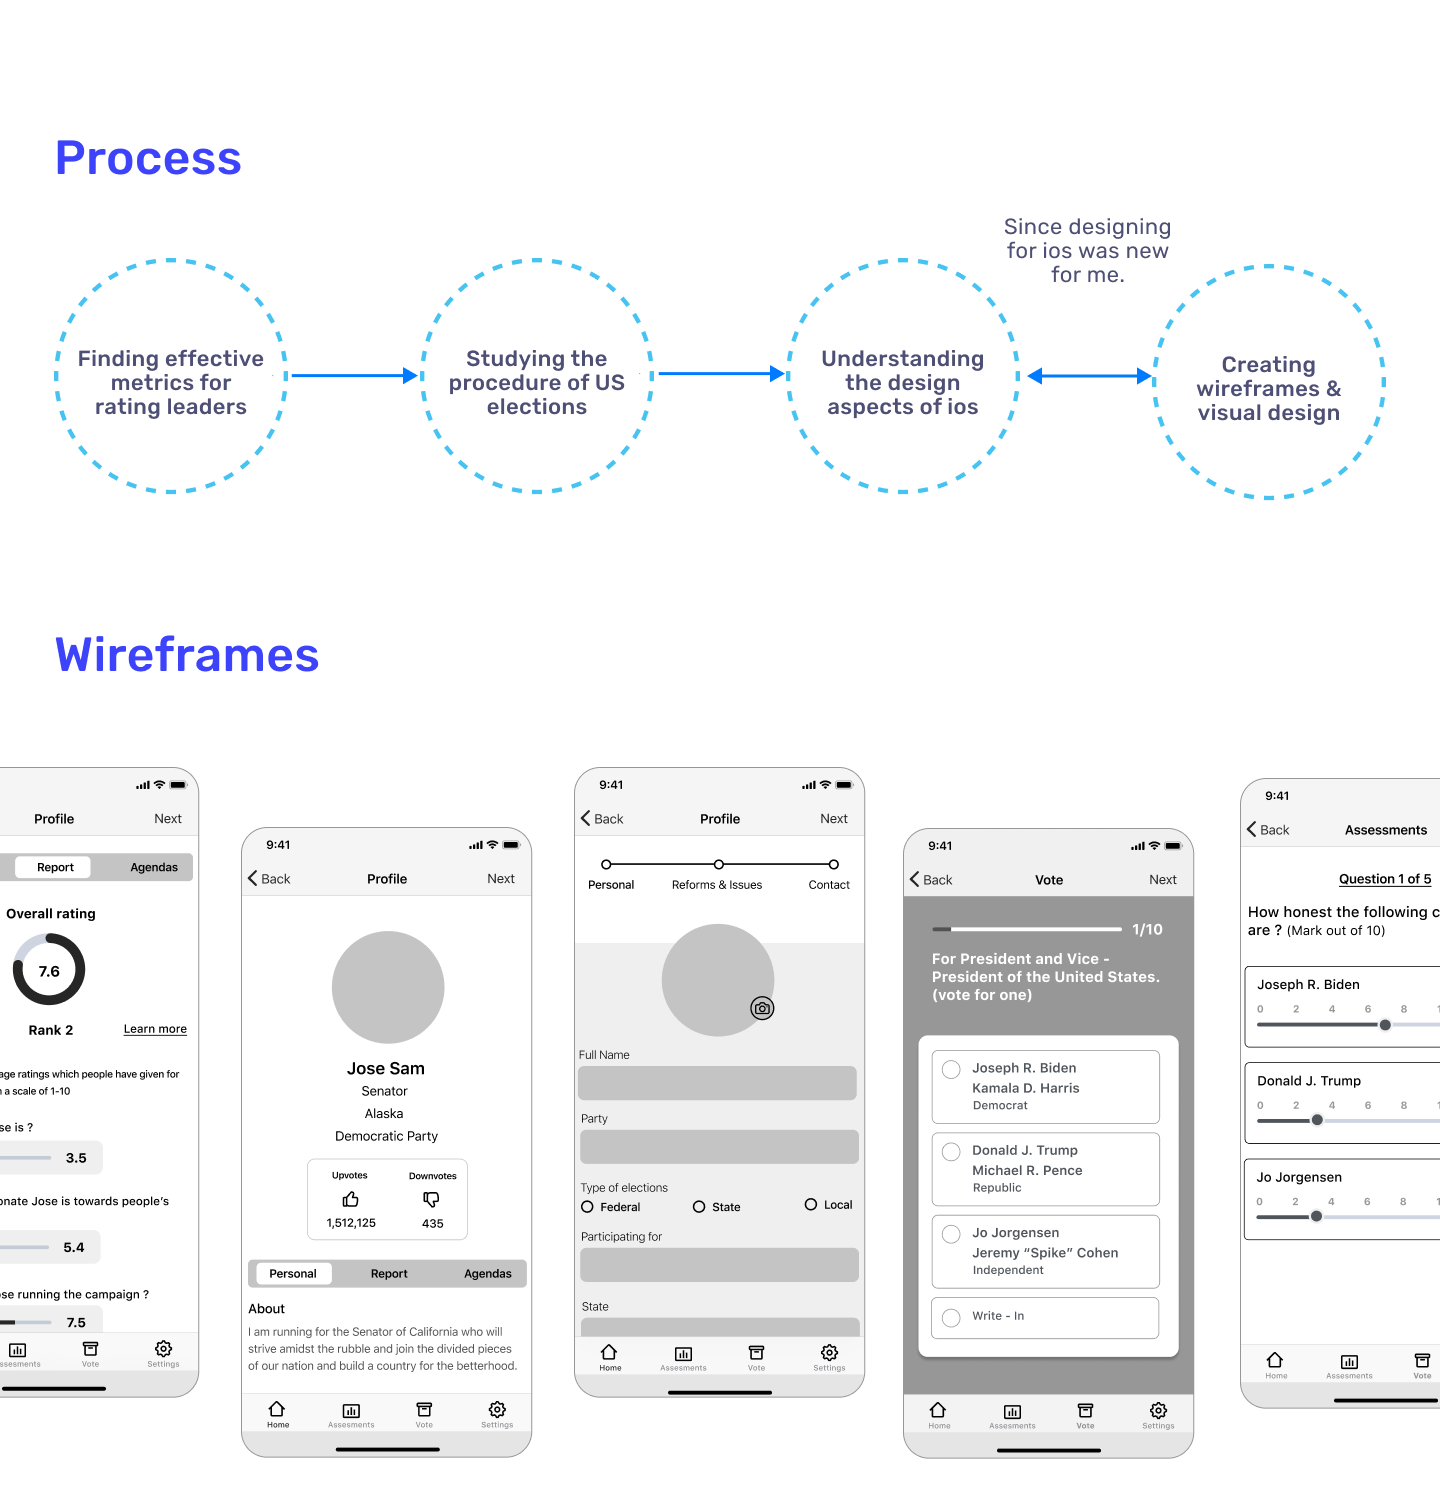 Process
Since designing
for ios was new
for me.
Finding effective
metrics for
rating leaders
Studying the
procedure of US
elections
Understanding
the design
aspects of ios
Creating
wireframes &
visual design
Wireframes
Profile
Next
Report
Agendas
Overall rating
7.6
Rank 2
Learn more
age ratings which people have given for
a scale of 1-10
se is ?
3.5
onate Jose is towards people’s
5.4
ose running the campaign ?
7.5
ssesments
Vote
Settings
9:41
Back
Profile
Next
Jose Sam
Senator
Alaska
Democratic Party
Upvotes
Downvotes
1,512,125
435
Personal
Report
Agendas
About
I am running for the Senator of California who will
strive amidst the rubble and join the divided pieces
of our nation and build a country for the betterhood.
Home
Assesments
Vote
Settings
9:41
Back
Profile
Next
Personal
Reforms & Issues
Contact
Full Name
Party
Type of elections
Federal
State
Local
Participating for
State
Home
Assesments
Vote
Settings
9:41
Back
Vote
Next
1/10
For President and Vice -
President of the United States.
(vote for one)
Joseph R. Biden
Kamala D. Harris
Democrat
Donald J. Trump
Michael R. Pence
Republic
Jo Jorgensen
Jeremy “Spike” Cohen
Independent
Write - In
Home
Assesments
Vote
Settings
9:41
Back
Assessments
Question 1 of 5
How honest the following c
are ? (Mark out of 10)
Joseph R. Biden
0 2 4 6 8 1
Donald J. Trump
0 2 4 6 8 1
Jo Jorgensen
0 2 4 6 8 1
Home
Assesments
Vote